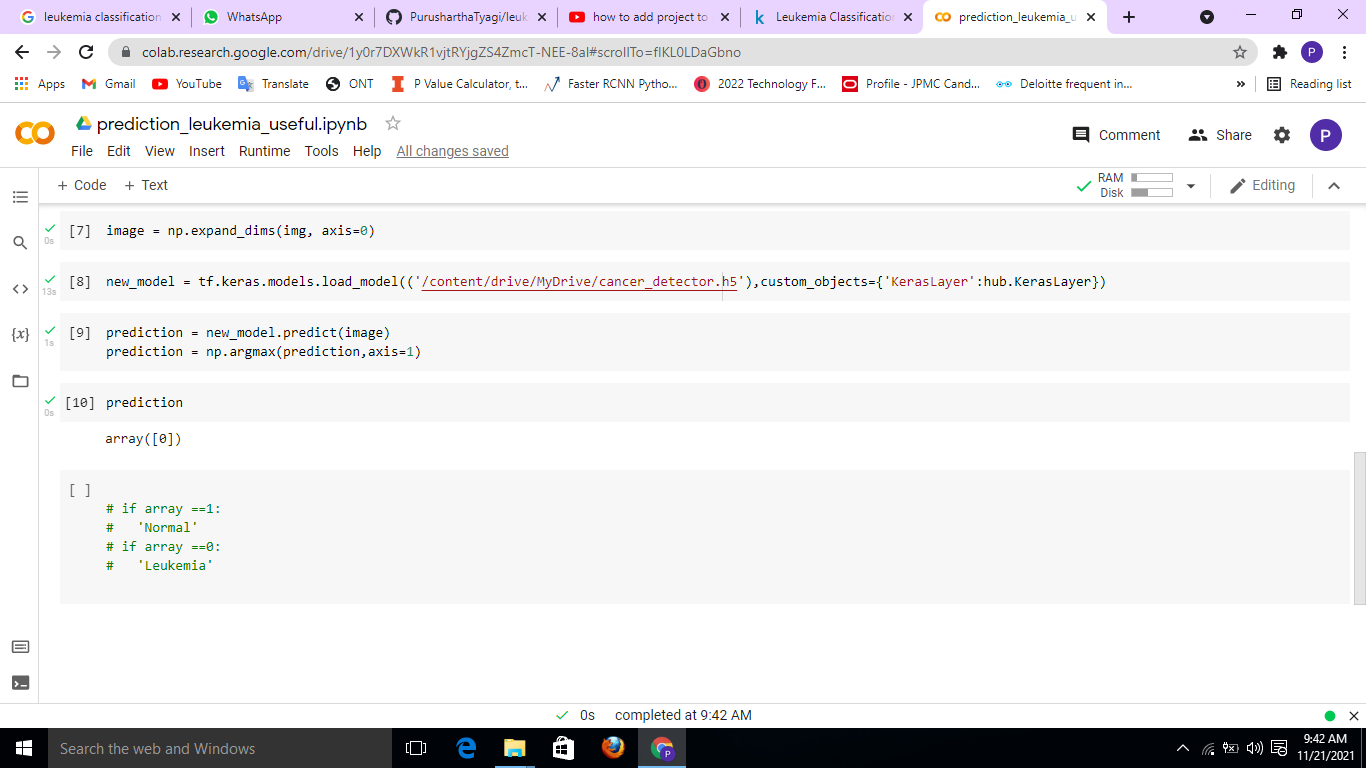 leukemia classification
WhatsApp
PurusharthaTyagi/leuk
how to add project to
Leukemia Classification
prediction_leukemia_u
colab.research.google.com/drive/1y0r7DXWkR1vjtRYjgZS4ZmcT-NEE-8aI#scrollTo=fIKL0LDaGbno
P
Apps Gmail YouTube Translate ONT P Value Calculator, t... Faster RCNN Pytho... 2022 Technology F... Profile - JPMC Cand... Deloitte frequent in... » Reading list
prediction_leukemia_useful.ipynb
Comment Share P
File Edit View Insert Runtime Tools Help All changes saved
+ Code + Text
RAM
Disk
Editing
[7] image = np.expand_dims(img, axis=0)
0s
[8] new_model = tf.keras.models.load_model(('/content/drive/MyDrive/cancer_detector.h5'),custom_objects={'KerasLayer':hub.KerasLayer})
13s
{x}
[9] prediction = new_model.predict(image)
1s
prediction = np.argmax(prediction,axis=1)
[10] prediction
0s
array([0])
[ ]
# if array ==1:
#   'Normal'
# if array ==0:
#   'Leukemia'
0s completed at 9:42 AM
Search the web and Windows
9:42 AM
11/21/2021